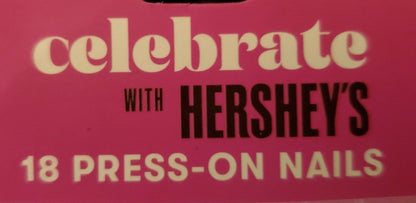 celebrate
WITH HERSHEY'S
18 PRESS-ON NAILS